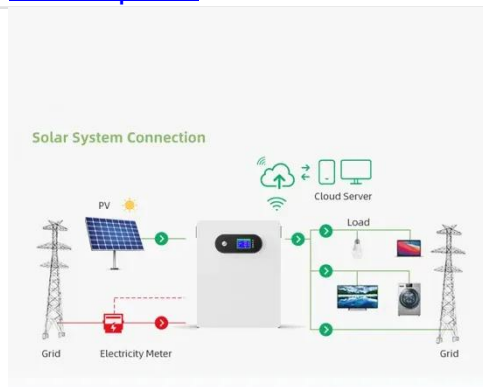 Solar System Connection
Cloud Server
PV
Load
Grid
Electricity Meter
Grid